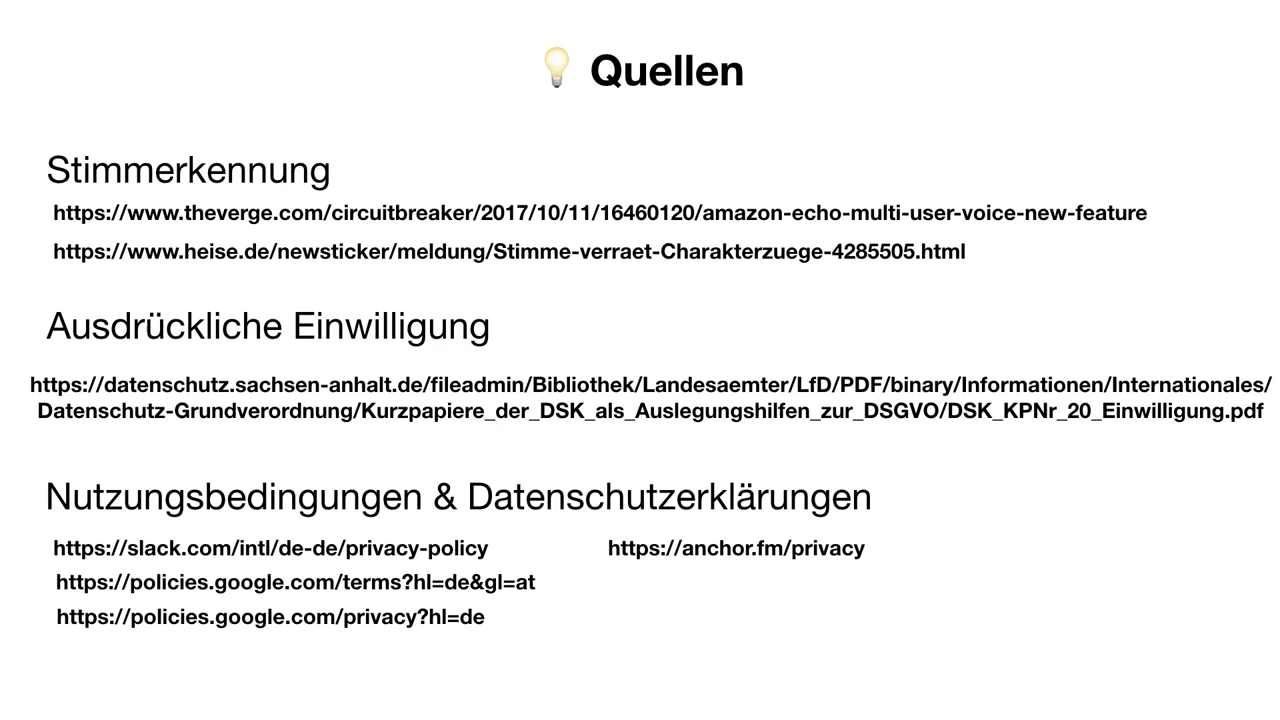 💡 Quellen
Stimmerkennung
https://www.theverge.com/circuitbreaker/2017/10/11/16460120/amazon-echo-multi-user-voice-new-feature
https://www.heise.de/newsticker/meldung/Stimme-verraet-Charakterzuege-4285505.html
Ausdrückliche Einwilligung
https://datenschutz.sachsen-anhalt.de/fileadmin/Bibliothek/Landesaemter/LfD/PDF/binary/Informationen/Internationales/
Datenschutz-Grundverordnung/Kurzpapiere_der_DSK_als_Auslegungshilfen_zur_DSGVO/DSK_KPNr_20_Einwilligung.pdf
Nutzungsbedingungen & Datenschutzerklärungen
https://slack.com/intl/de-de/privacy-policy
https://policies.google.com/terms?hl=de&gl=at
https://policies.google.com/privacy?hl=de
https://anchor.fm/privacy